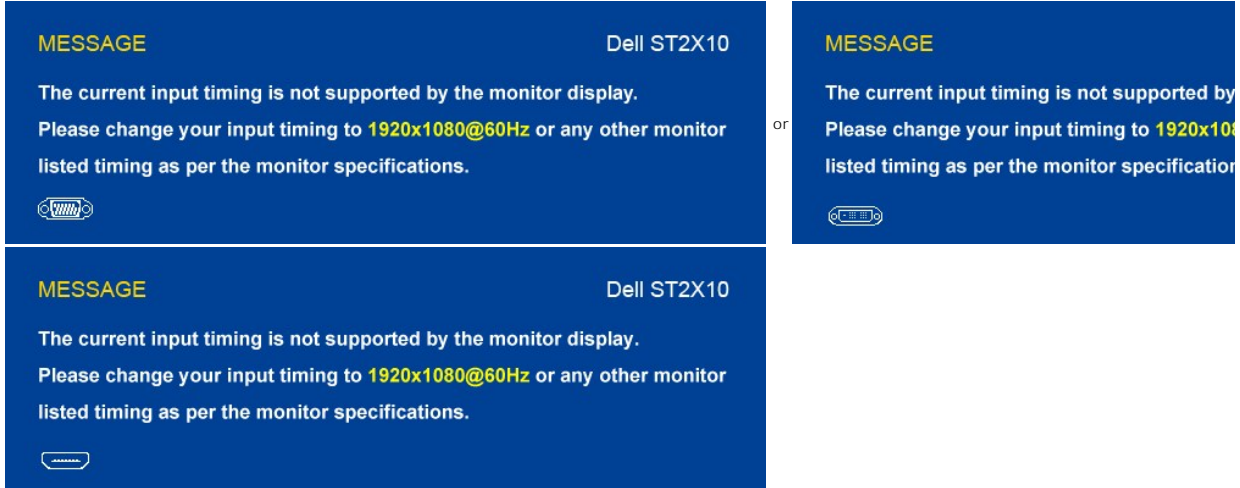 MESSAGE Dell ST2X10
The current input timing is not supported by the monitor display.
Please change your input timing to 1920x1080@60Hz or any other monitor
listed timing as per the monitor specifications.
or
MESSAGE
The current input timing is not supported by
Please change your input timing to
listed timing as per the monitor
MESSAGE Dell ST2X10
The current input timing is not supported by the monitor display.
Please change your input timing to 1920x1080@60Hz or any other monitor
listed timing as per the monitor specifications.